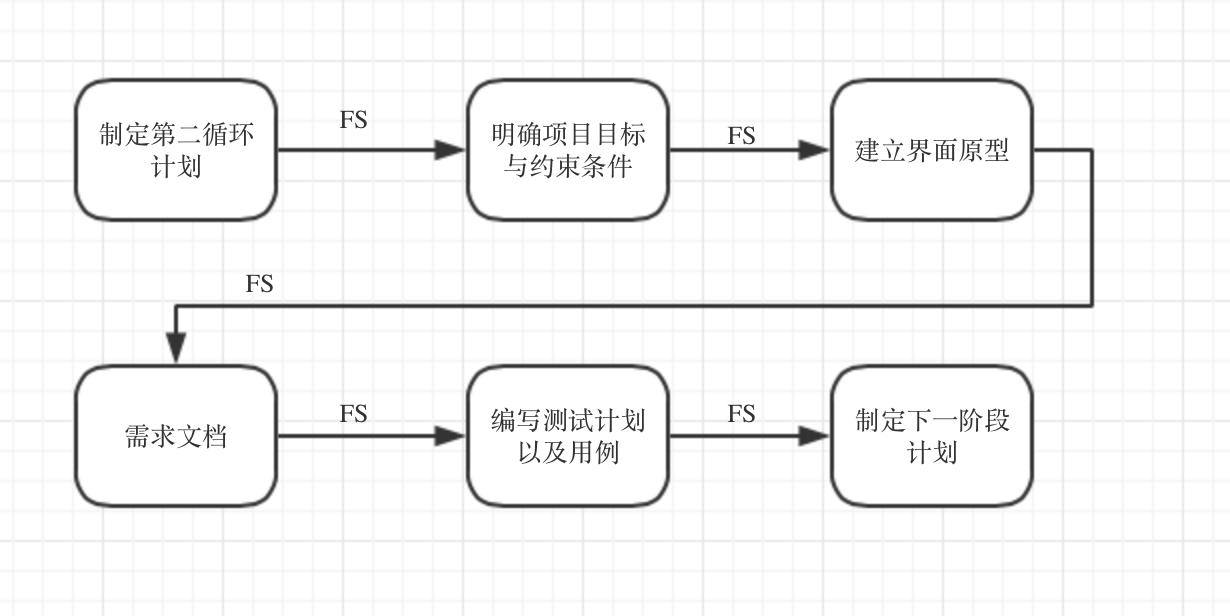 制定第二循环
计划
FS
明确项目目标
与约束条件
FS
建立界面原型
FS
需求文档
FS
编写测试计划
以及用例
FS
制定下一阶段
计划